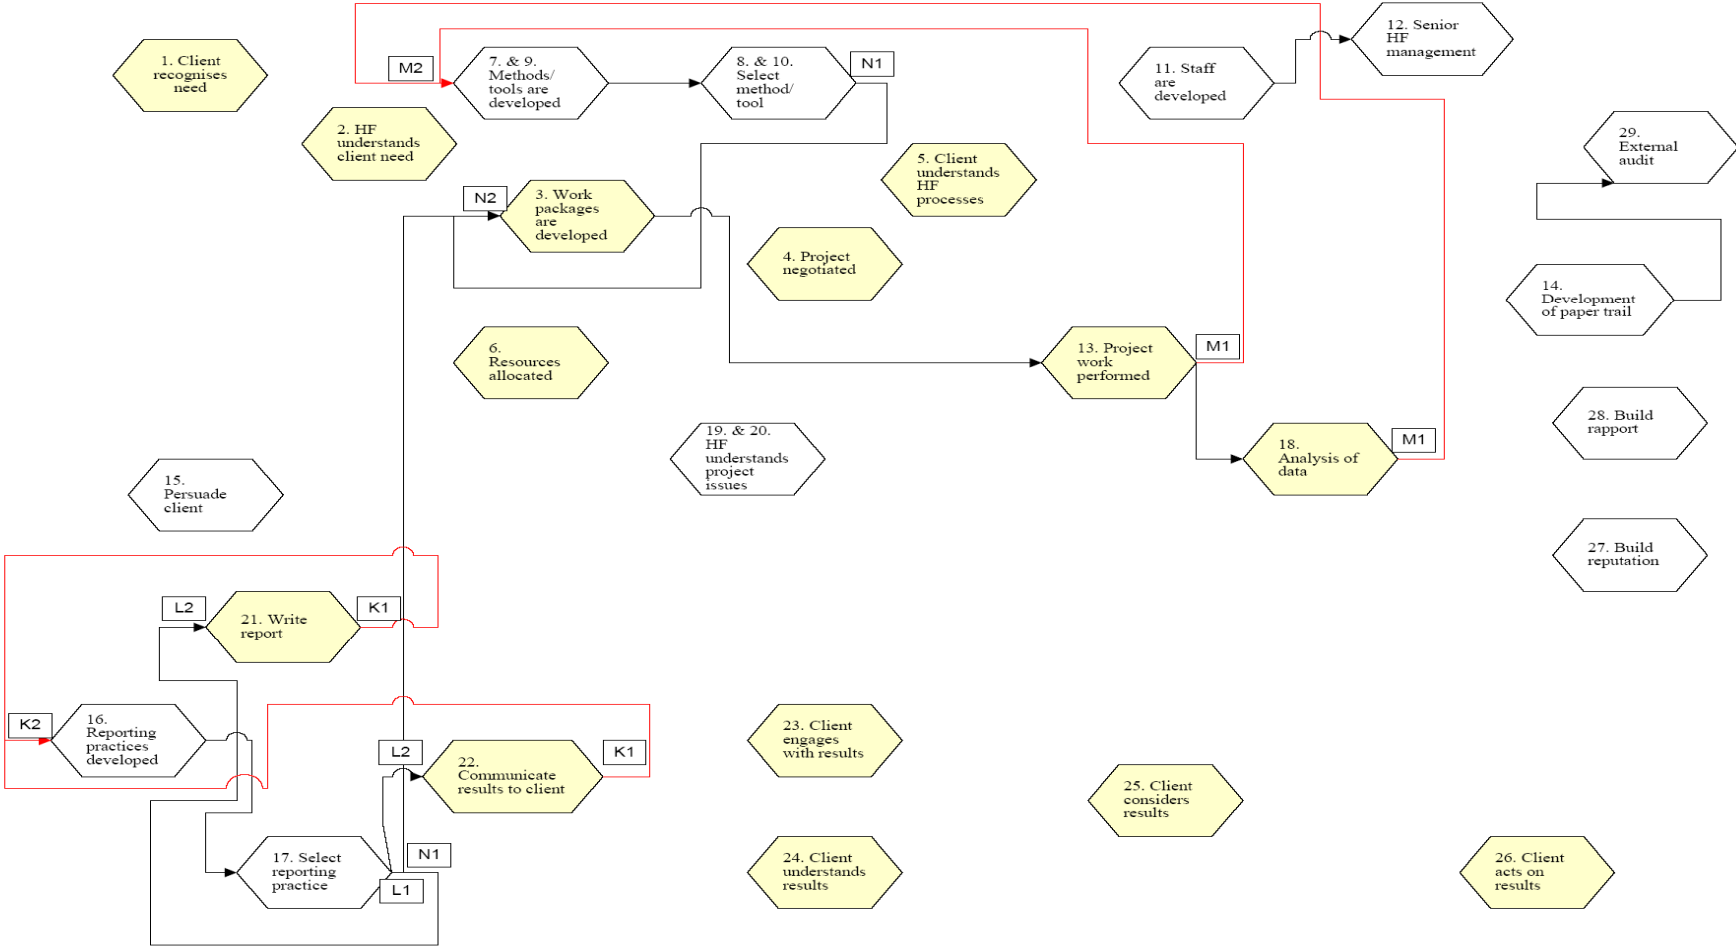 1. Client
recognises
need
M2
7. & 9.
Methods/
tools are
developed
8. & 10.
Select
method/
tool
N1
11. Staff
are
developed
12. Senior
HF
management
2. HF
understands
client need
5. Client
understands
HF
processes
29.
External
audit
N2
3. Work
packages
are
developed
4. Project
negotiated
14.
Development
of paper trail
6.
Resources
allocated
13. Project
work
performed
M1
19. & 20.
HF
understands
project
issues
18.
Analysis of
data
M1
28. Build
rapport
15.
Persuade
client
27. Build
reputation
L2
21. Write
report
K1
K2
16.
Reporting
practices
developed
L2
22.
Communicate
results to client
K1
23. Client
engages
with results
25. Client
considers
results
17. Select
reporting
practice
N1
L1
24. Client
understands
results
26. Client
acts on
results